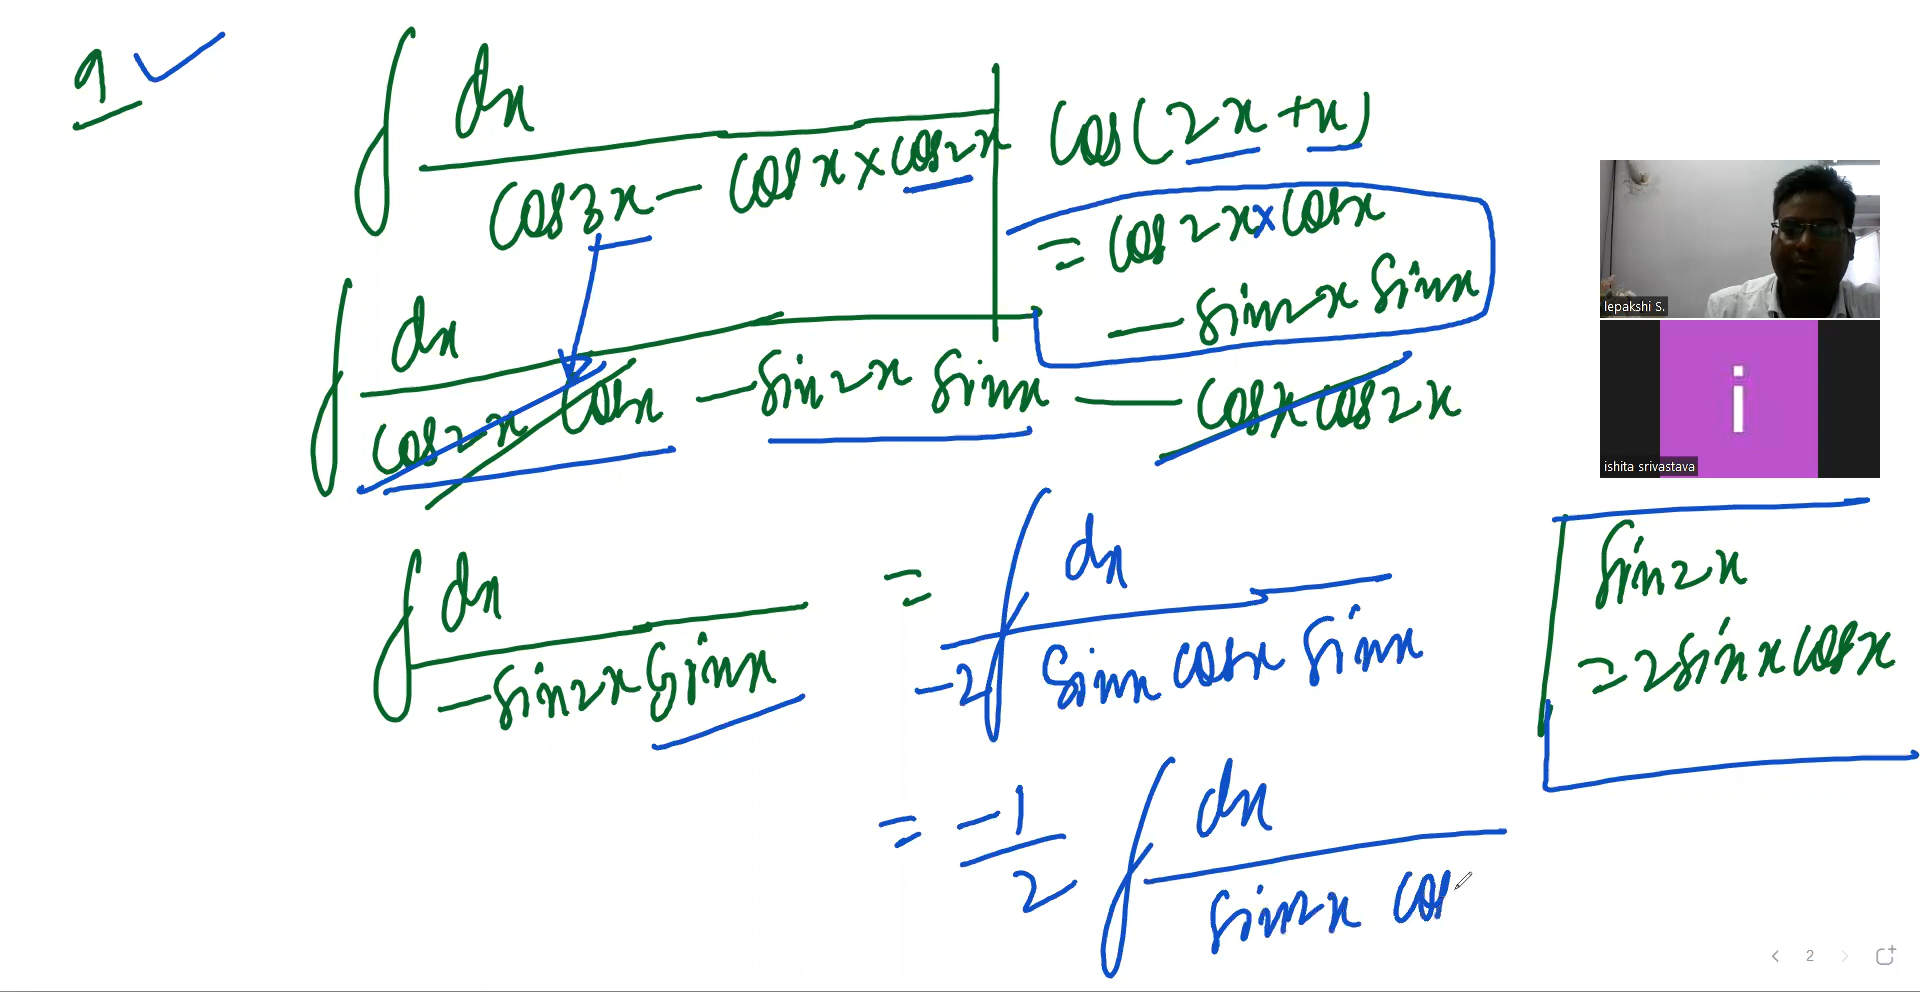 9
∫ dx / cos3x − cosx × cos2x
cos(2x + x)
= cos2x × cosx
− sin2x sinx
∫ dx / cos2x cosx − sin2x sinx − cosx cos2x
∫ dx / −sin2x sinx
= ∫ dx / −2 sinx cosx sinx
sin2x
= 2sinx cosx
= −1/2 ∫ dx / sin2x cos
lepakshi S.
i
ishita srivastava
2